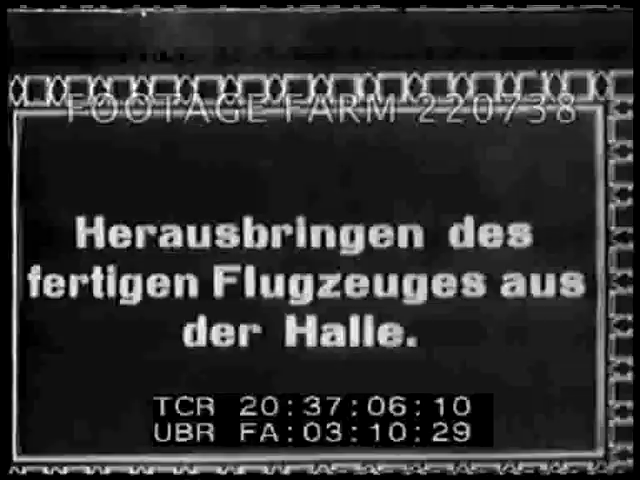 FOOTAGE FARM 220738
Herausbringen des
fertigen Flugzeuges aus
der Halle.
TCR 20:37:06:10
UBR FA:03:10:29